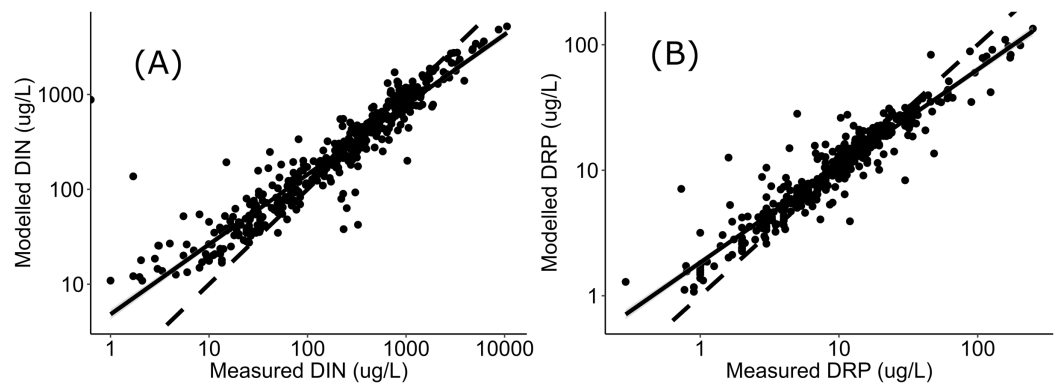 (A)
Modelled DIN (ug/L)
1000
100
10
1 10 100 1000 10000
Measured DIN (ug/L)
(B)
Modelled DRP (ug/L)
100
10
1
1 10 100
Measured DRP (ug/L)